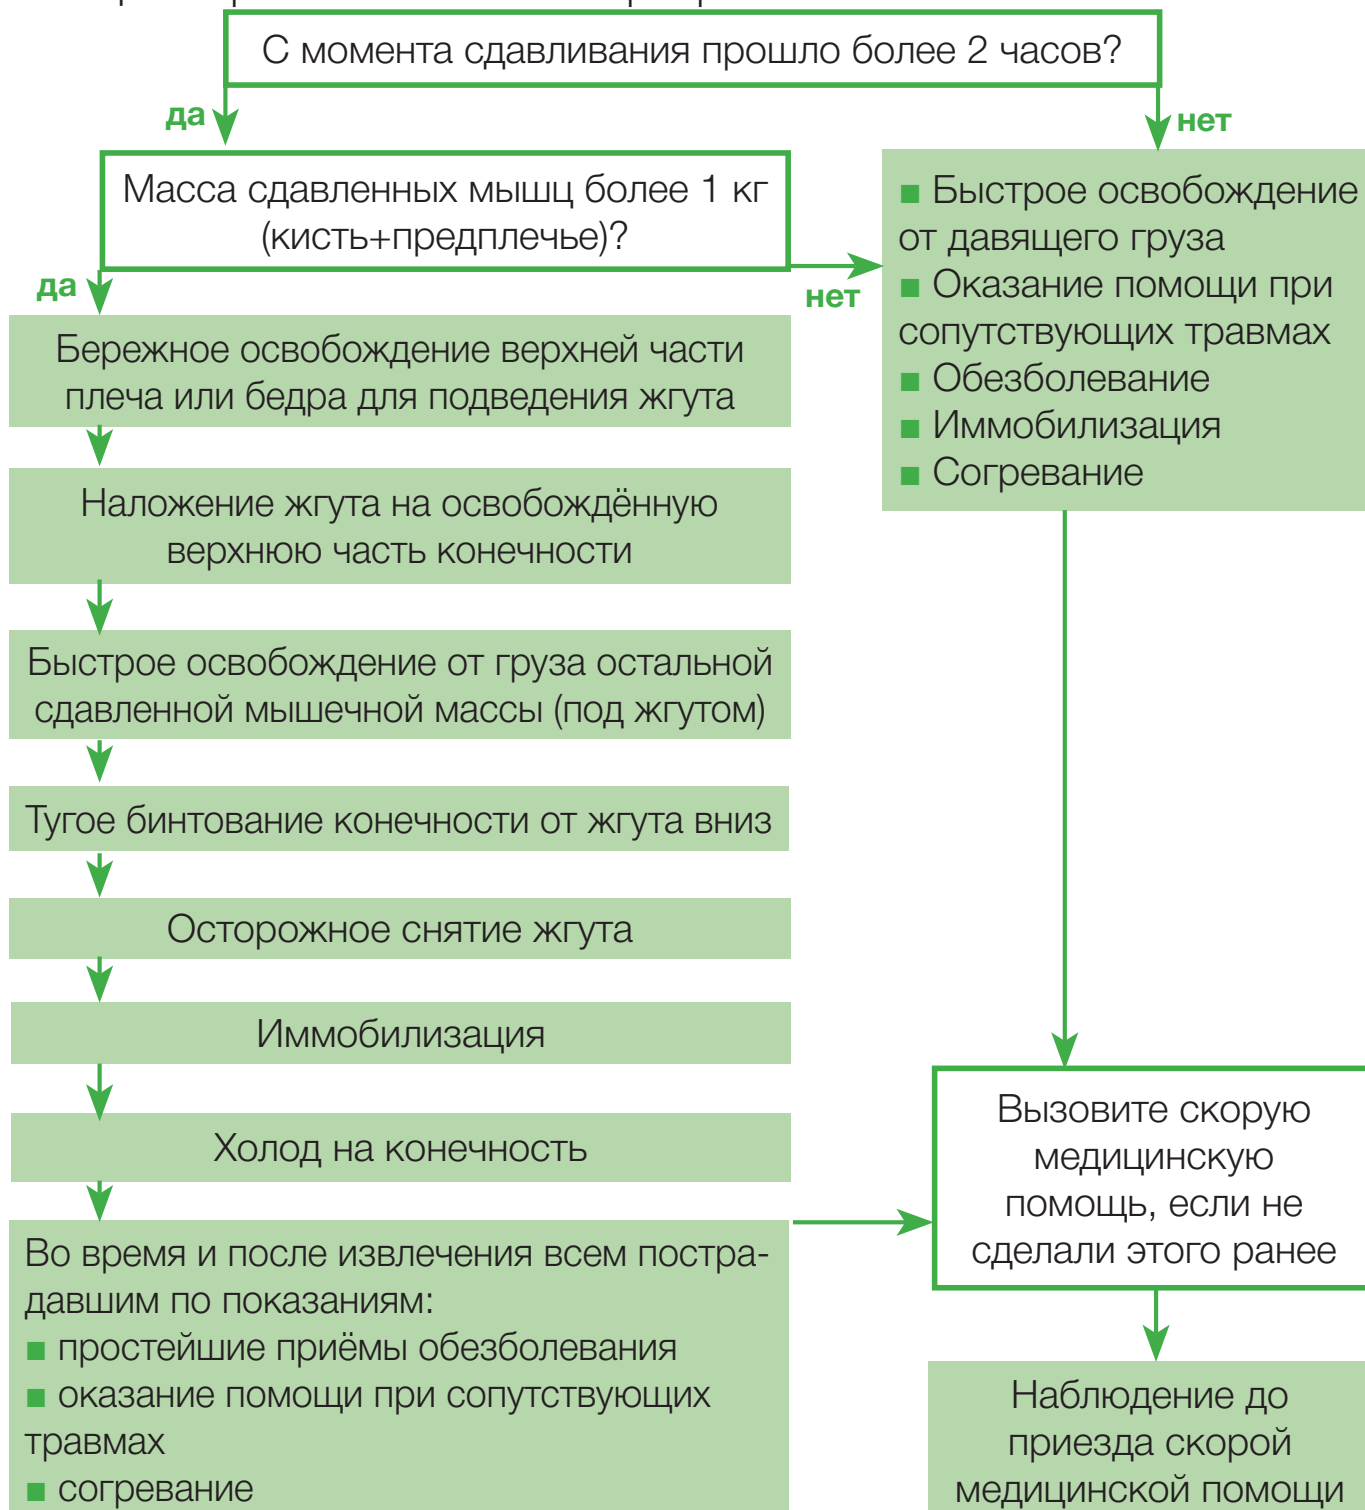 С момента сдавливания прошло более 2 часов?
да
нет
Масса сдавленных мышц более 1 кг
(кисть+предплечье)?
да
нет
■ Быстрое освобождение
от давящего груза
■ Оказание помощи при
сопутствующих травмах
■ Обезболевание
■ Иммобилизация
■ Согревание
Бережное освобождение верхней части
плеча или бедра для подведения жгута
Наложение жгута на освобождённую
верхнюю часть конечности
Быстрое освобождение от груза остальной
сдавленной мышечной массы (под жгутом)
Тугое бинтование конечности от жгута вниз
Осторожное снятие жгута
Иммобилизация
Холод на конечность
Во время и после извлечения всем постра-
давшим по показаниям:
■ простейшие приёмы обезболевания
■ оказание помощи при сопутствующих
травмах
■ согревание
Вызовите скорую
медицинскую
помощь, если не
сделали этого ранее
Наблюдение до
приезда скорой
медицинской помощи